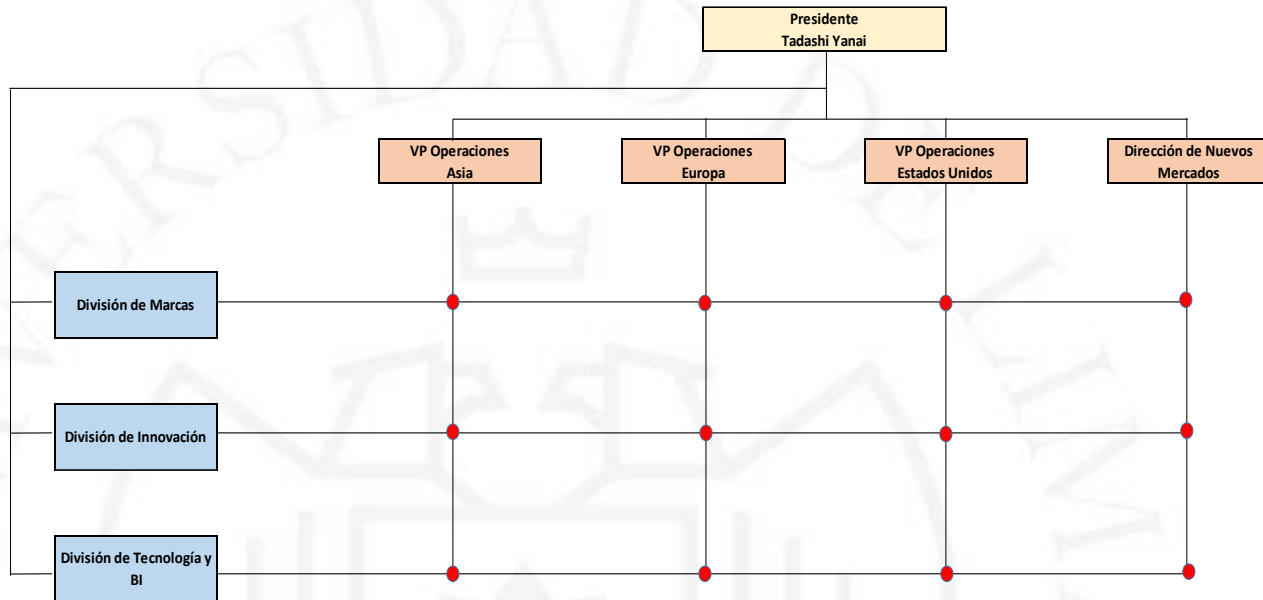 Presidente
Tadashi Yanai
VP Operaciones
Asia
VP Operaciones
Europa
VP Operaciones
Estados Unidos
Dirección de Nuevos
Mercados
División de Marcas
División de Innovación
División de Tecnología y
BI